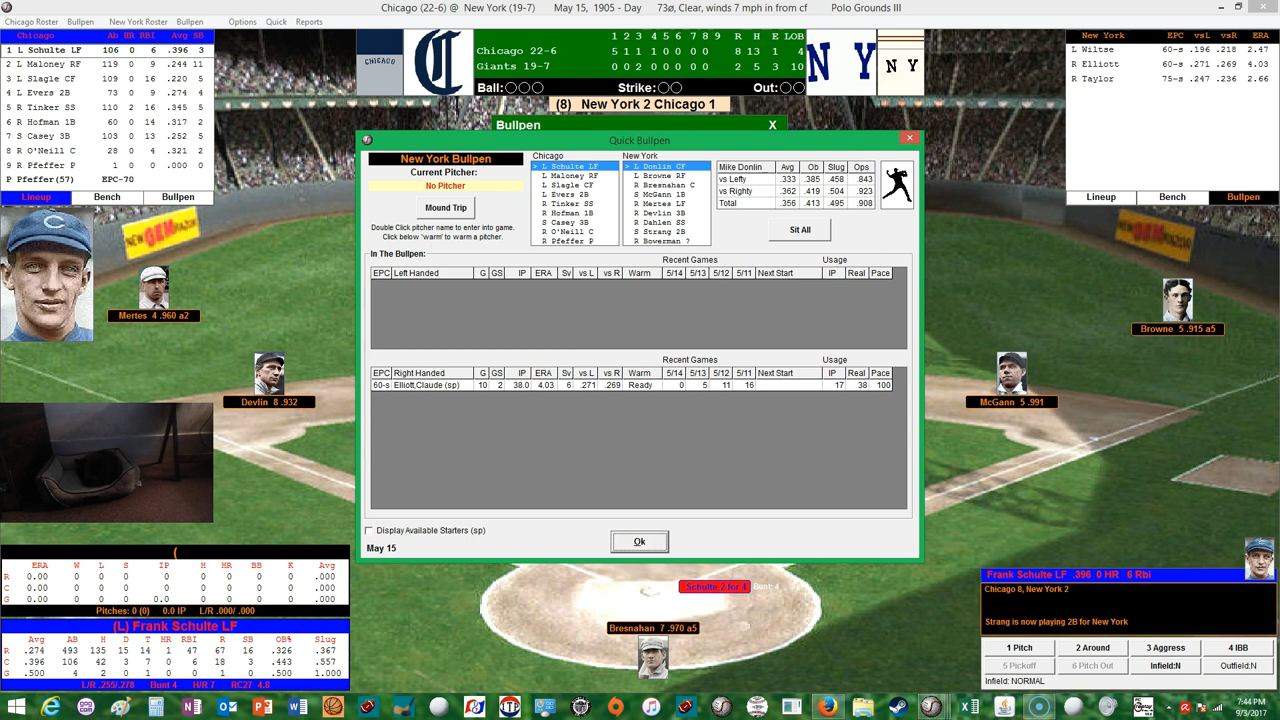 Chicago (22-6) @ New York (19-7) May 15, 1905 - Day 73ø, Clear, winds 7 mph in from cf Polo Grounds III
Chicago Roster Bullpen New York Roster Bullpen Options Quick Reports
Chicago Ab HR RBI Avg SB
1 L Schulte LF 106 0 6 .396 3
2 L Maloney RF 119 0 9 .244 11
3 L Slagle CF 109 0 16 .220 5
4 L Evers 2B 73 0 9 .274 4
5 R Tinker SS 110 2 16 .345 5
6 R Hofman 1B 60 0 14 .317 2
7 S Casey 3B 103 0 13 .252 5
8 R O'Neill C 28 0 4 .321 2
9 R Pfeffer P 1 0 0 .000 0
P Pfeffer(57) EPC-70
Lineup Bench Bullpen
CHICAGO
1 2 3 4 5 6 7 8 9 R H E LOB
Chicago 22-6 5 1 1 1 0 0 0 8 13 1 4
Giants 19-7 0 0 2 0 0 0 0 2 5 3 10
Ball: Strike: Out:
N Y
N Y
(8) New York 2 Chicago 1
Bullpen X
New York EPC vsL vsR ERA
L Wiltse 60-s .196 .218 2.47
R Elliott 60-s .271 .269 4.03
R Taylor 75-s .247 .236 2.66
Lineup Bench Bullpen
Quick Bullpen
New York Bullpen
Current Pitcher:
No Pitcher
Mound Trip
Double Click pitcher name to enter into game.
Click below 'warm' to warm a pitcher.
Chicago
> L Schulte LF
L Maloney RF
L Slagle CF
L Evers 2B
R Tinker SS
R Hofman 1B
S Casey 3B
R O'Neill C
R Pfeffer P
New York
> L Donlin CF
L Browne RF
R Bresnahan C
S McGann 1B
R Mertes LF
R Devlin 3B
R Dahlen SS
S Strang 2B
R Bowerman ?
Mike Donlin Avg Ob Slug Ops
vs Lefty .333 .385 .458 .843
vs Righty .362 .419 .504 .923
Total .356 .413 .495 .908
Sit All
In The Bullpen:
Recent Games Usage
EPC Left Handed G GS IP ERA Sv vs L vs R Warm 5/14 5/13 5/12 5/11 Next Start IP Real Pace
Recent Games Usage
EPC Right Handed G GS IP ERA Sv vs L vs R Warm 5/14 5/13 5/12 5/11 Next Start IP Real Pace
60-s Elliott,Claude (sp) 10 2 38.0 4.03 6 .271 .269 Ready 0 5 11 16 17 38 100
Display Available Starters (sp)
May 15
Ok
NEW GEM RAZOR
Mertes 4 .960 a2
Devlin 8 .932
Browne 5 .915 a5
McGann 5 .991
Schulte 2 for 4 Bunt: 4
Bresnahan 7 .970 a5
(
ERA W L S IP H HR BB K Avg
R 0.00 0 0 0 0 0 0 0 0 .000
C 0.00 0 0 0 0 0 0 0 0 .000
G 0.00 0 0 0 0.0 0 0 0 0 .000
Pitches: 0 (0) 0.0 IP L/R .000/ .000
(L) Frank Schulte LF
Avg AB H D T HR RBI R SB OB% Slug
R .274 493 135 15 14 1 47 67 16 .326 .367
C .396 106 42 3 7 0 6 18 3 .443 .557
G .500 4 2 0 1 0 0 1 0 .500 1.000
L/R .255/.278 Bunt 4 H/R 7 RC27 4.8
Frank Schulte LF .396 0 HR 6 Rbi
Chicago 8, New York 2
Strang is now playing 2B for New York
1 Pitch 2 Around 3 Aggress 4 IBB
5 Pickoff 6 Pitch Out Infield:N Outfield:N
Infield: NORMAL
7:44 PM
9/3/2017